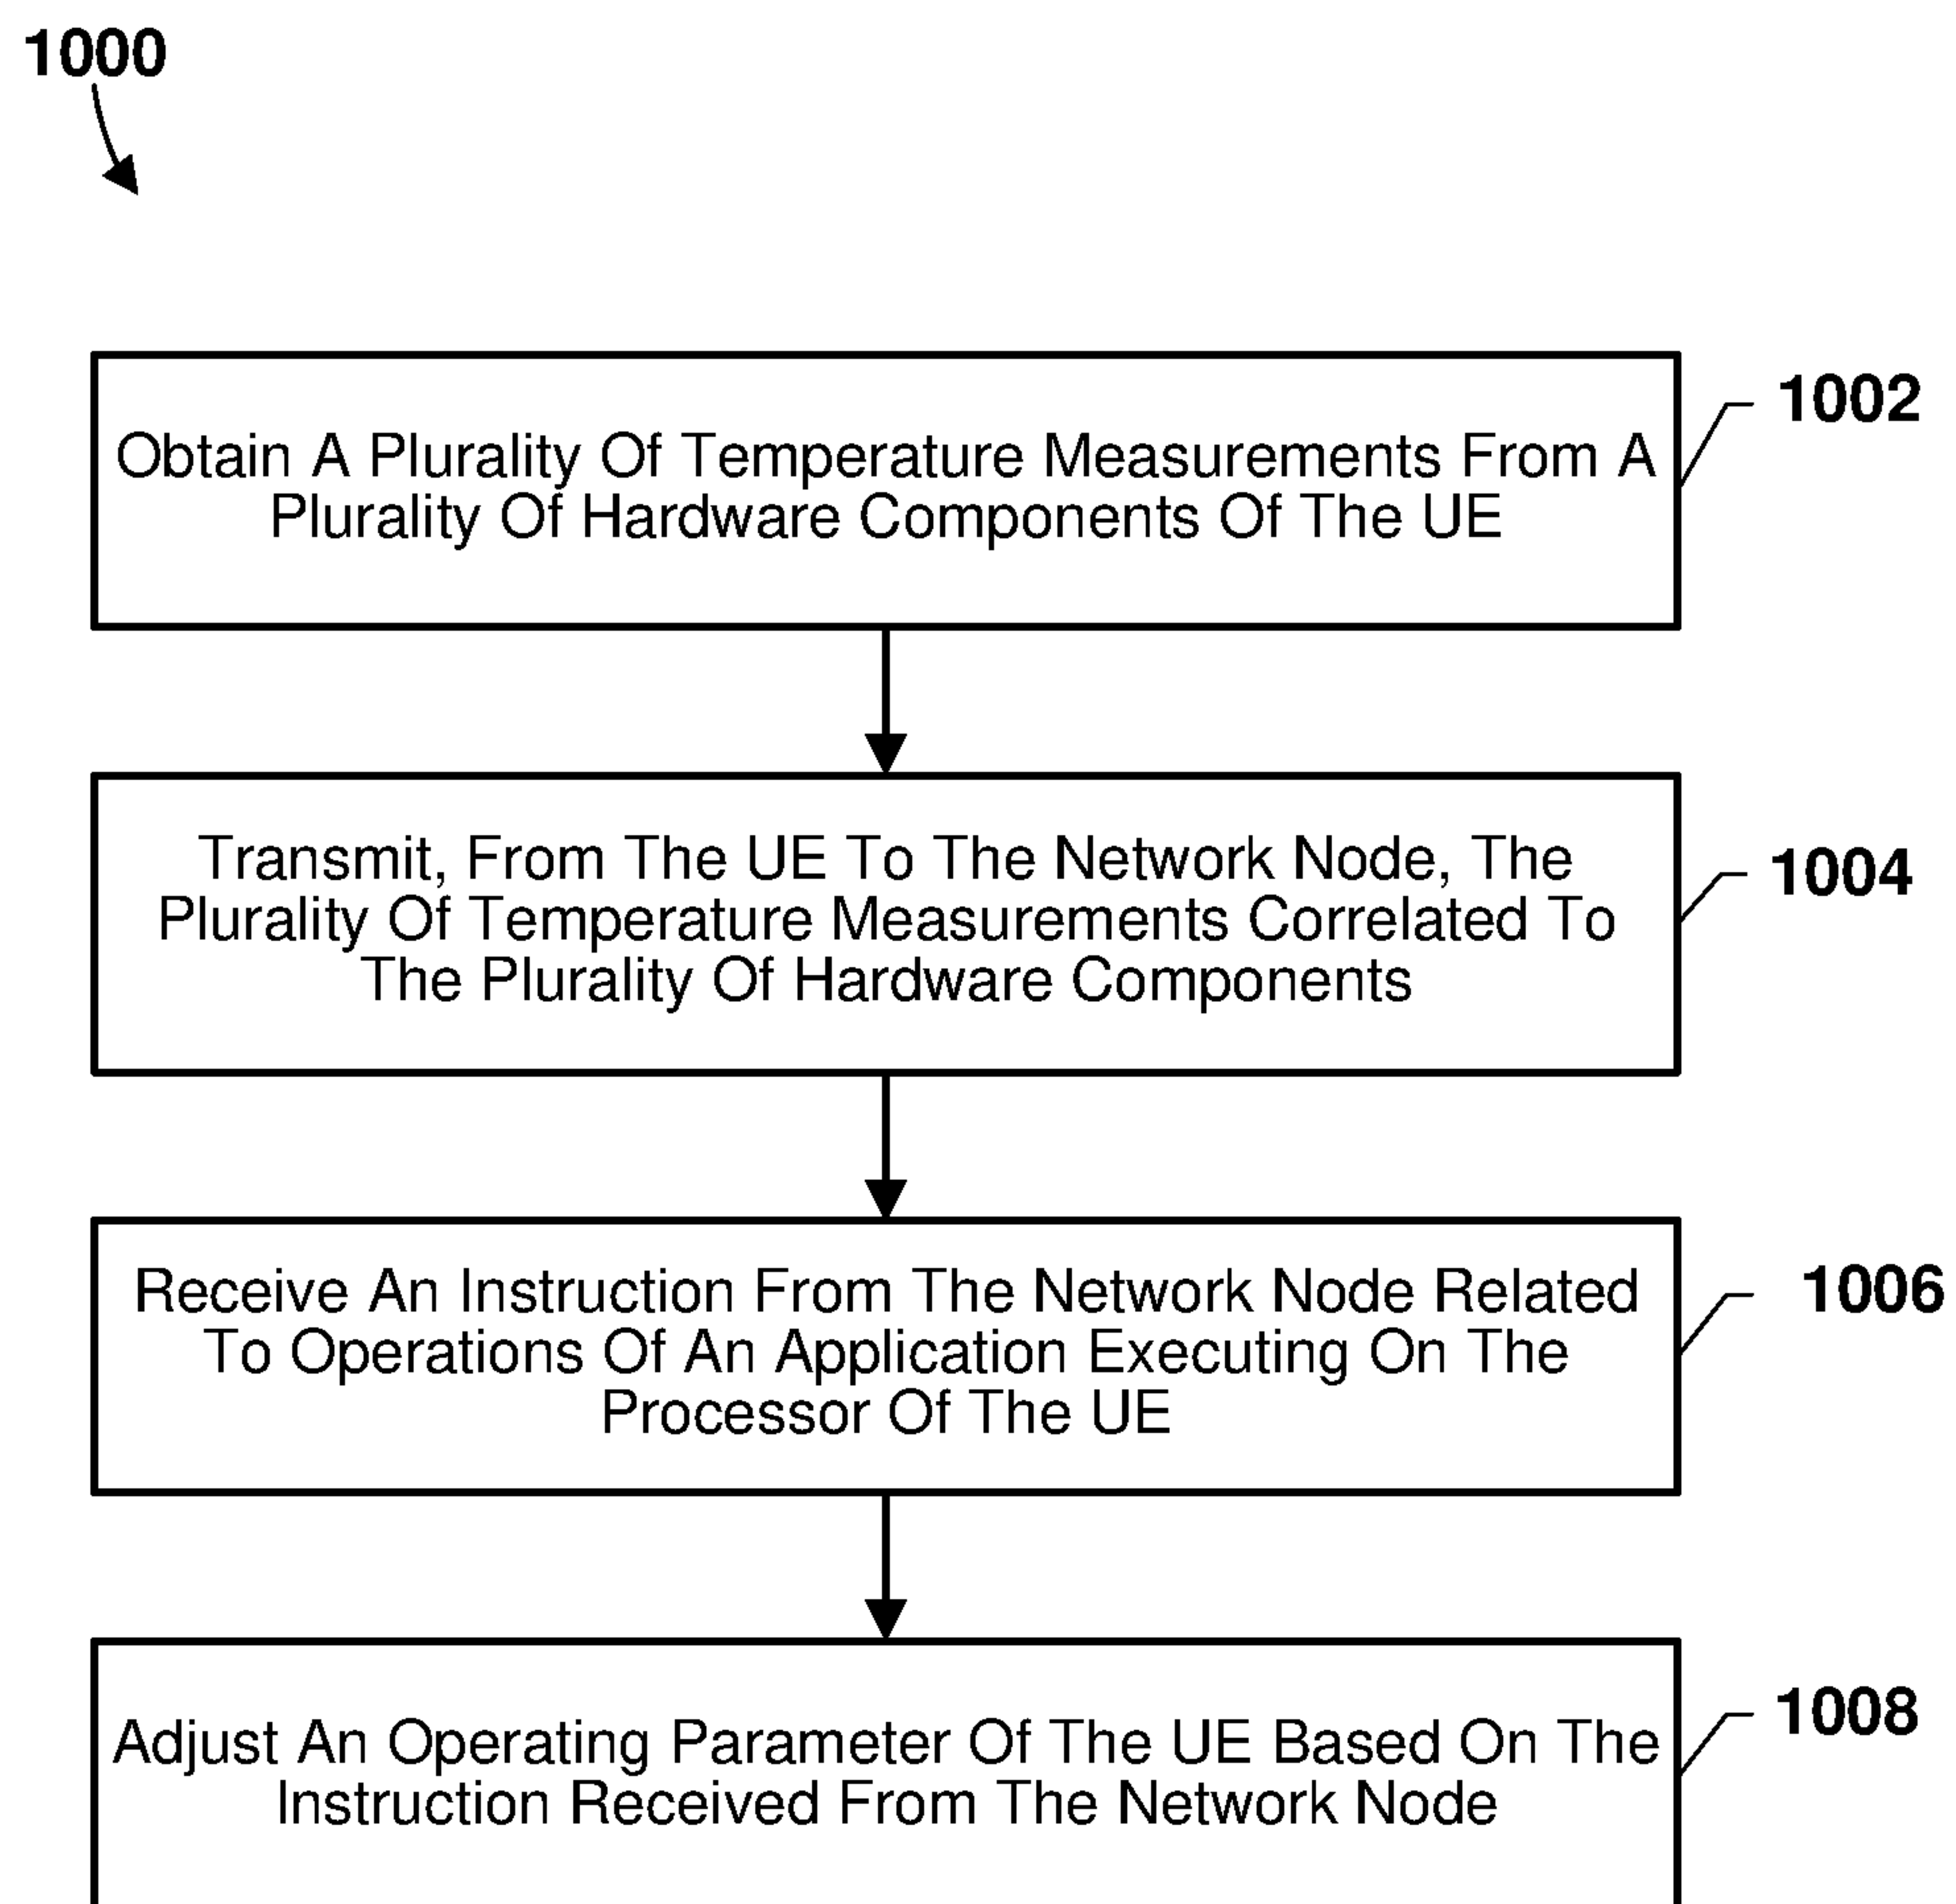 1000
Obtain A Plurality Of Temperature Measurements From A
Plurality Of Hardware Components Of The UE
1002
Transmit, From The UE To The Network Node, The
Plurality Of Temperature Measurements Correlated To
The Plurality Of Hardware Components
1004
Receive An Instruction From The Network Node Related
To Operations Of An Application Executing On The
Processor Of The UE
1006
Adjust An Operating Parameter Of The UE Based On The
Instruction Received From The Network Node
1008